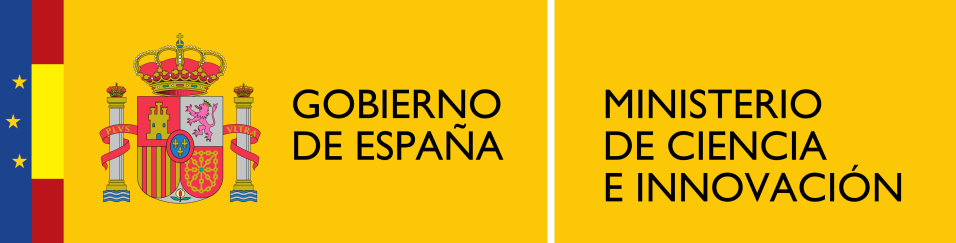 PLVS VLTRA
GOBIERNO
DE ESPAÑA
MINISTERIO
DE CIENCIA
E INNOVACIÓN